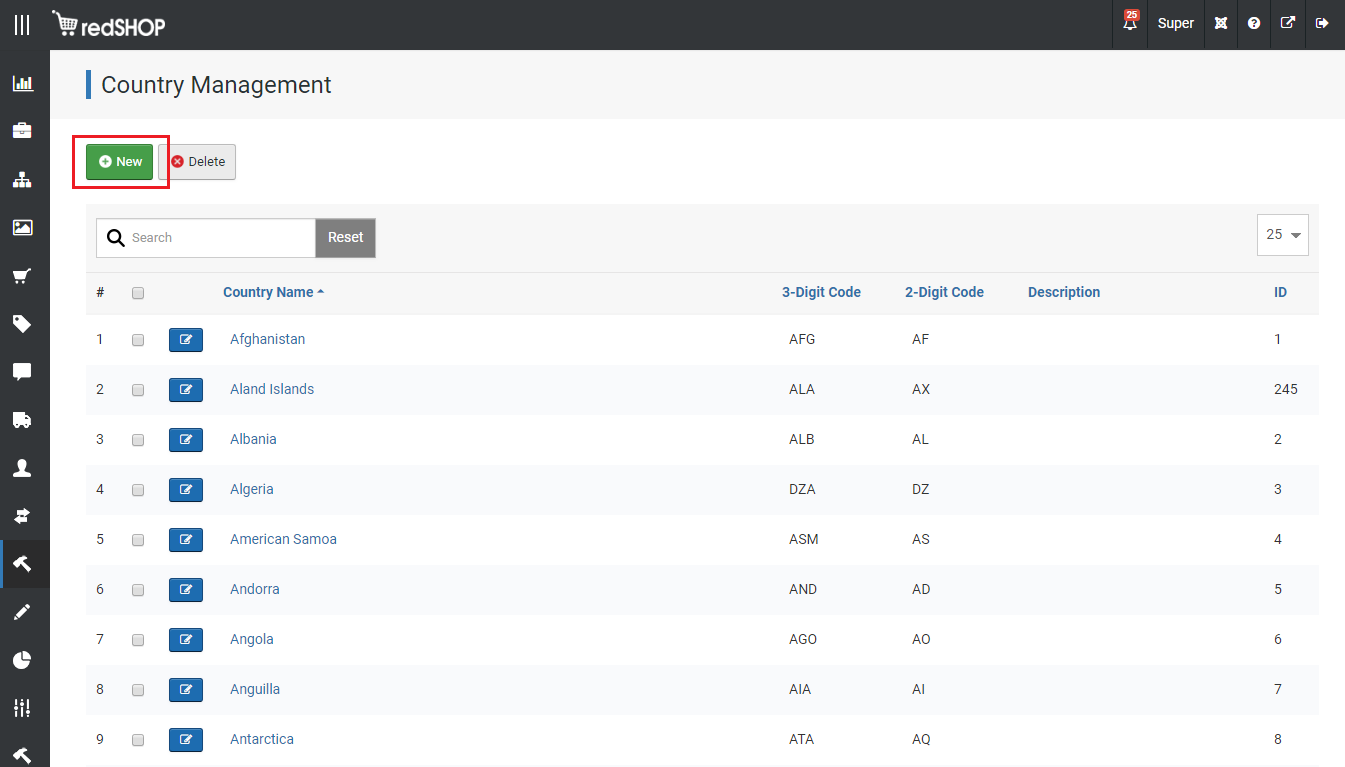 redSHOP
25
Super
Country Management
New
Delete
Search
Reset
25
# Country Name 3-Digit Code 2-Digit Code Description ID
1 Afghanistan AFG AF 1
2 Aland Islands ALA AX 245
3 Albania ALB AL 2
4 Algeria DZA DZ 3
5 American Samoa ASM AS 4
6 Andorra AND AD 5
7 Angola AGO AO 6
8 Anguilla AIA AI 7
9 Antarctica ATA AQ 8